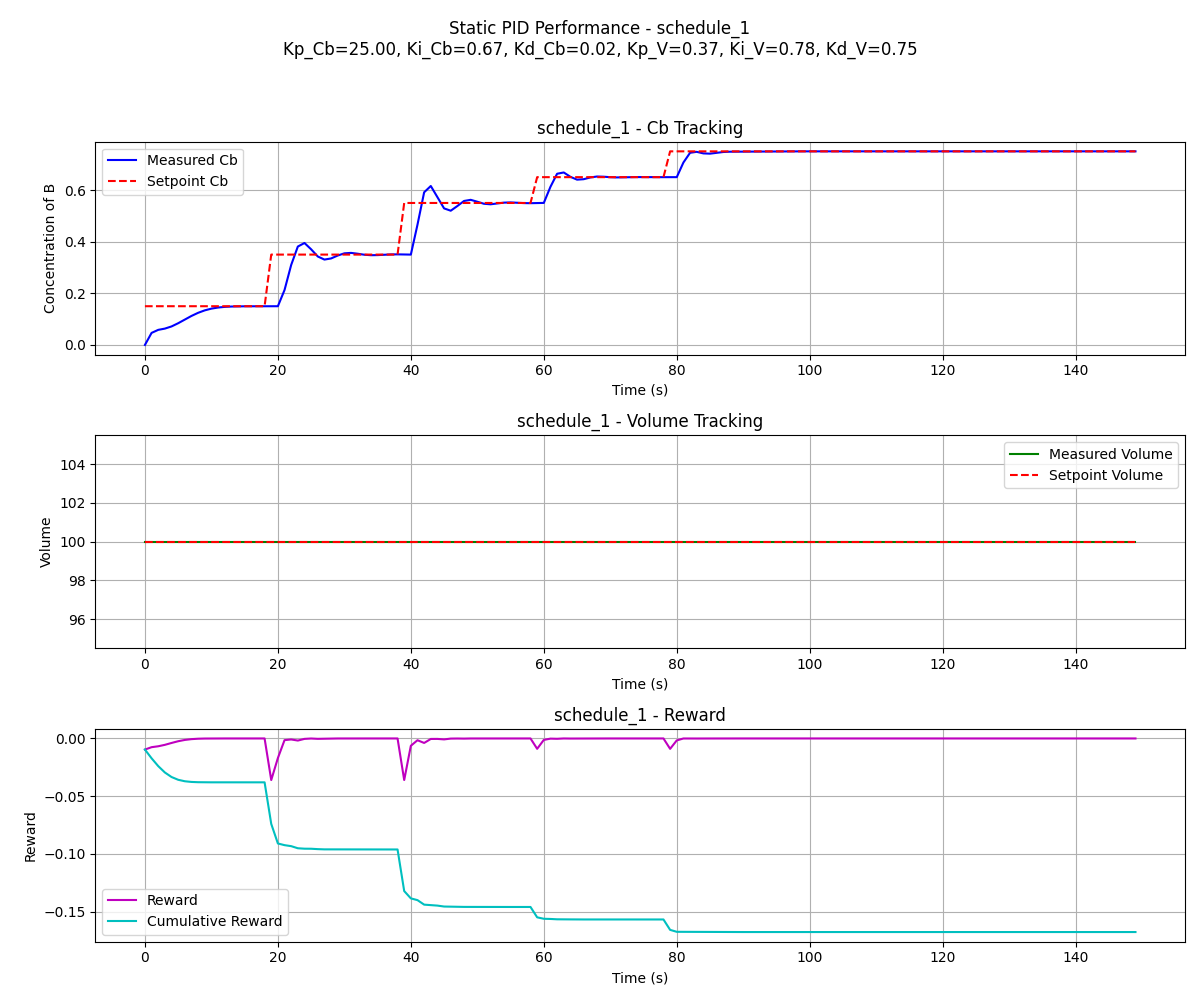 Static PID Performance - schedule_1
Kp_Cb=25.00, Ki_Cb=0.67, Kd_Cb=0.02, Kp_V=0.37, Ki_V=0.78, Kd_V=0.75
schedule_1 - Cb Tracking
Concentration of B
0.6
0.4
0.2
0.0
Measured Cb
Setpoint Cb
0 20 40 60 80 100 120 140
Time (s)
schedule_1 - Volume Tracking
Volume
104
102
100
98
96
Measured Volume
Setpoint Volume
0 20 40 60 80 100 120 140
Time (s)
schedule_1 - Reward
Reward
0.00
−0.05
−0.10
−0.15
Reward
Cumulative Reward
0 20 40 60 80 100 120 140
Time (s)